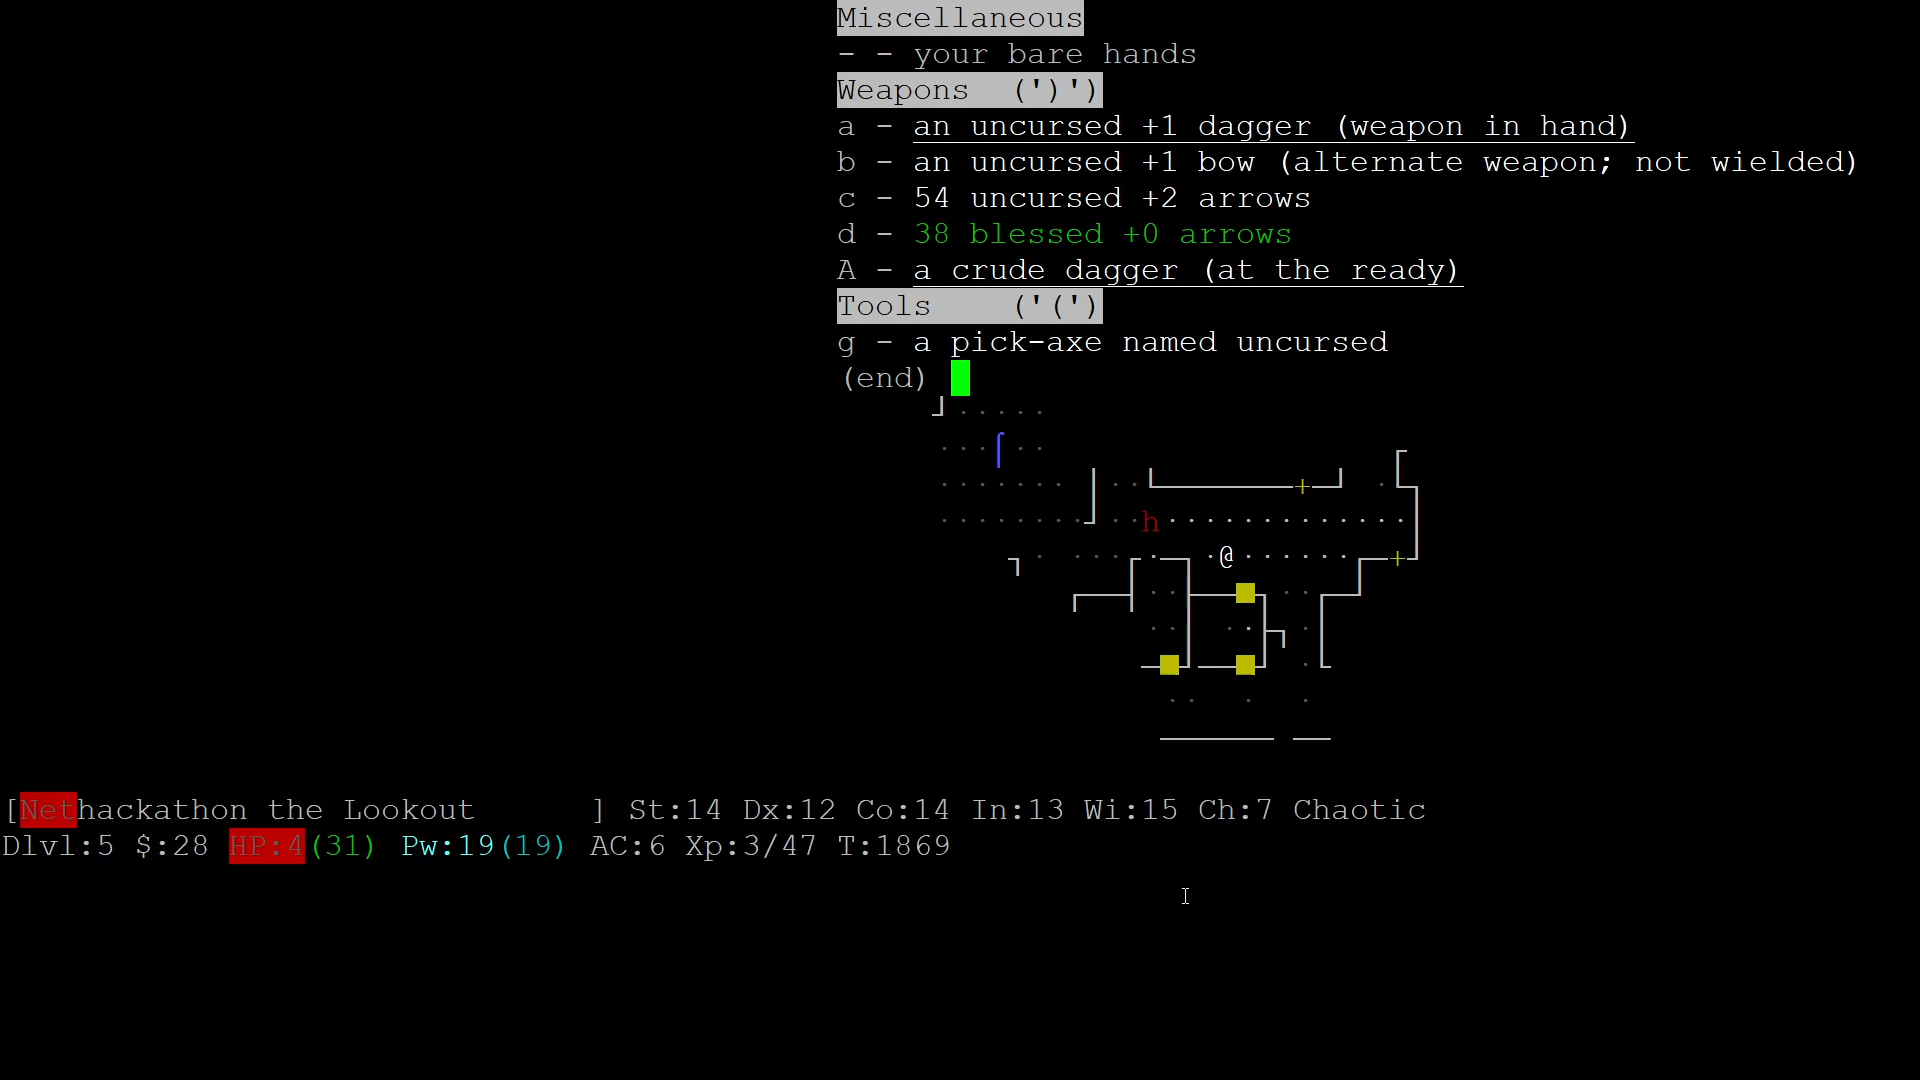 Miscellaneous
- - your bare hands
Weapons  (')')
a - an uncursed +1 dagger (weapon in hand)
b - an uncursed +1 bow (alternate weapon; not wielded)
c - 54 uncursed +2 arrows
d - 38 blessed +0 arrows
A - a crude dagger (at the ready)
Tools    ('(')
g - a pick-axe named uncursed
(end)
[Nethackathon the Lookout      ] St:14 Dx:12 Co:14 In:13 Wi:15 Ch:7 Chaotic
Dlvl:5 $:28 HP:4(31) Pw:19(19) AC:6 Xp:3/47 T:1869